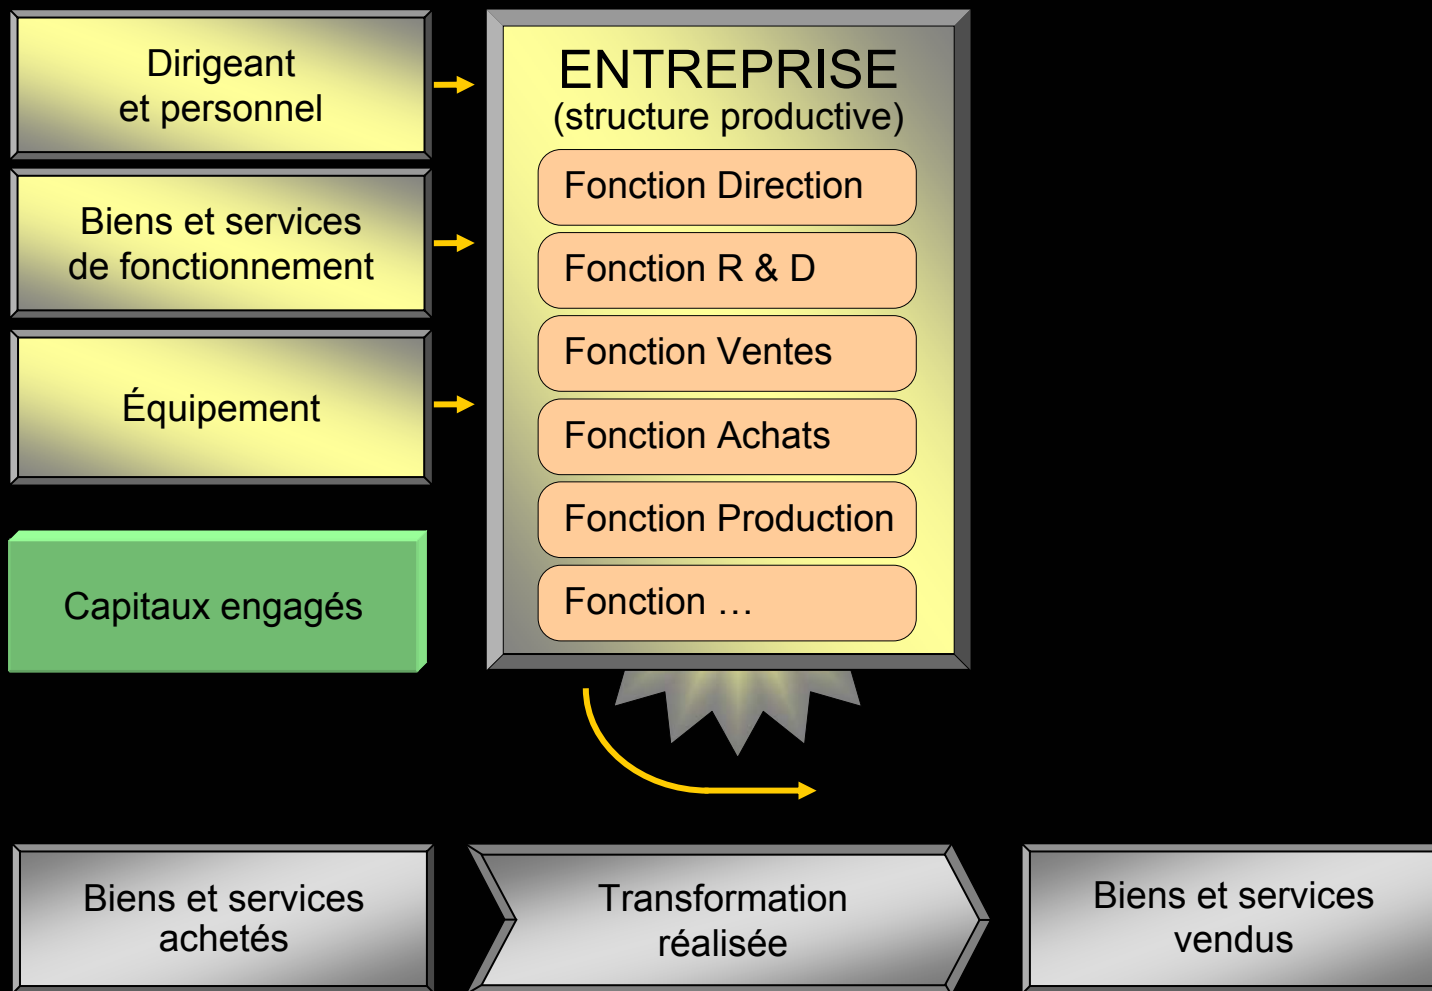 Dirigeant
et personnel
Biens et services
de fonctionnement
Équipement
Capitaux engagés
ENTREPRISE
(structure productive)
Fonction Direction
Fonction R & D
Fonction Ventes
Fonction Achats
Fonction Production
Fonction …
Biens et services
achetés
Transformation
réalisée
Biens et services
vendus